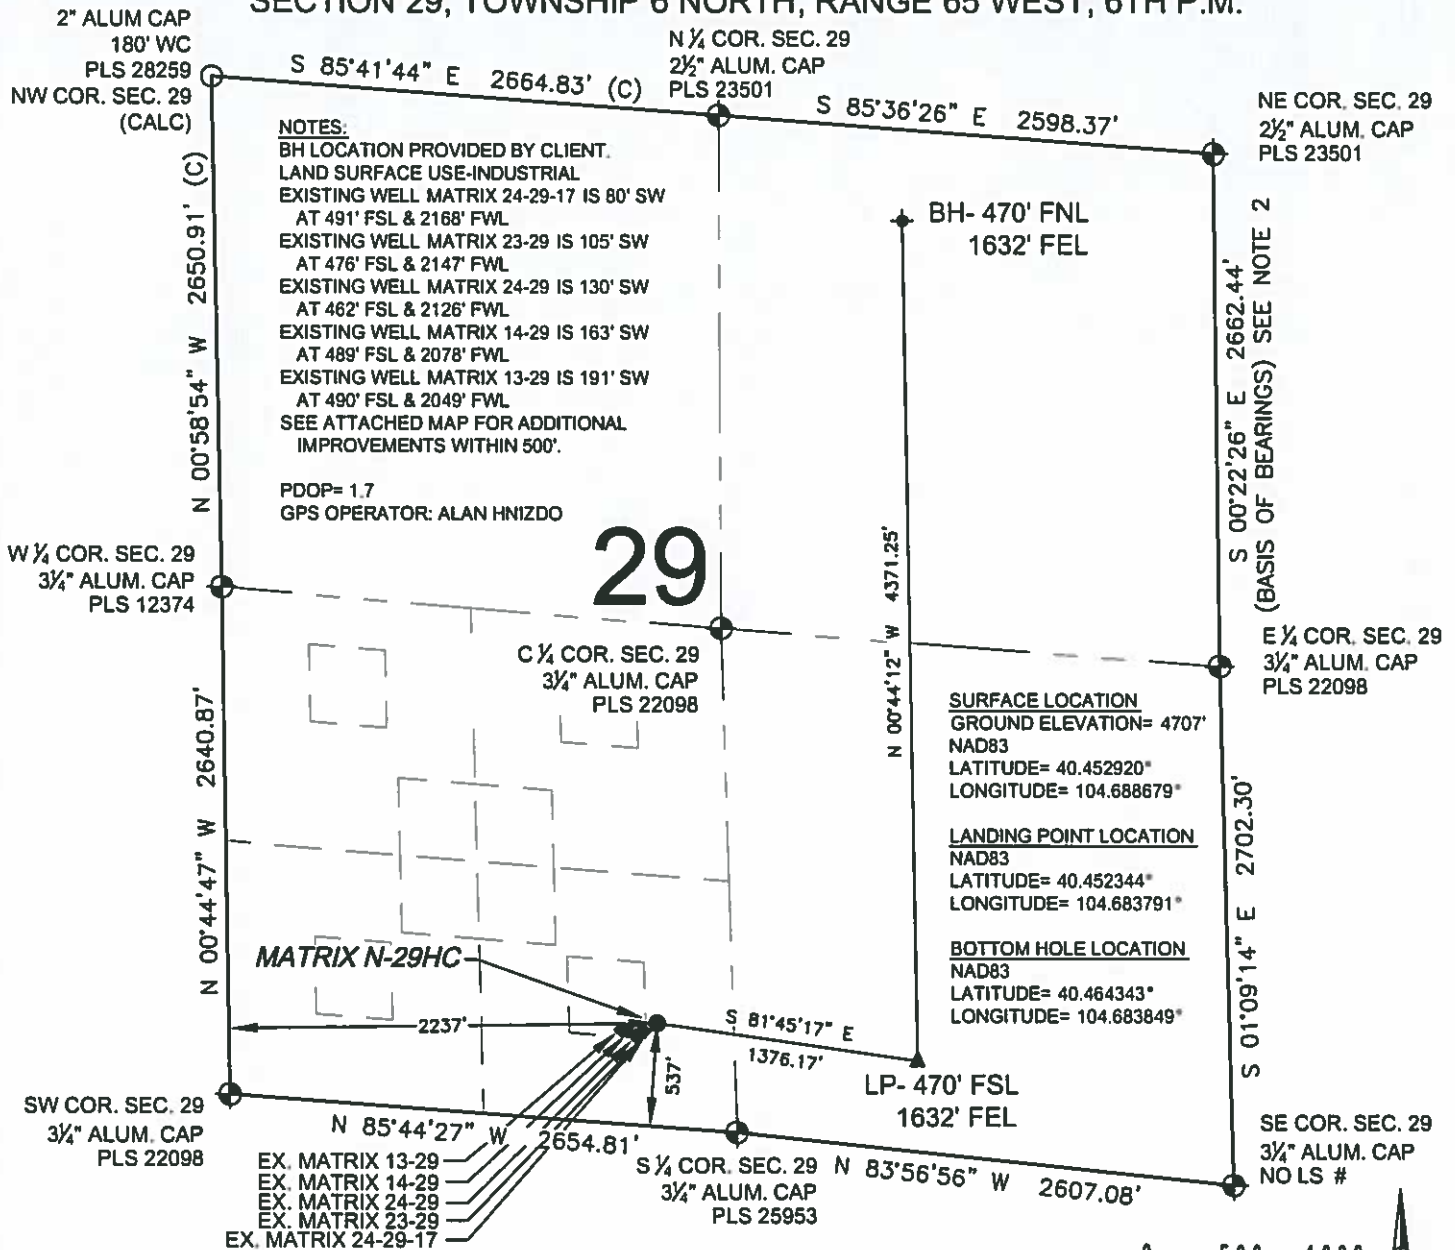 SECTION 29, TOWNSHIP 6 NORTH, RANGE 65 WEST, 6TH P.M.
2" ALUM CAP
180' WC
PLS 28259
NW COR. SEC. 29
(CALC)
S 85°41'44" E 2664.83' (C)
N ¼ COR. SEC. 29
2½" ALUM. CAP
PLS 23501
S 85°36'26" E 2598.37'
NE COR. SEC. 29
2½" ALUM. CAP
PLS 23501
NOTES:
BH LOCATION PROVIDED BY CLIENT.
LAND SURFACE USE-INDUSTRIAL
EXISTING WELL MATRIX 24-29-17 IS 80' SW
AT 491' FSL & 2168' FWL
EXISTING WELL MATRIX 23-29 IS 105' SW
AT 476' FSL & 2147' FWL
EXISTING WELL MATRIX 24-29 IS 130' SW
AT 462' FSL & 2126' FWL
EXISTING WELL MATRIX 14-29 IS 163' SW
AT 489' FSL & 2078' FWL
EXISTING WELL MATRIX 13-29 IS 191' SW
AT 490' FSL & 2049' FWL
SEE ATTACHED MAP FOR ADDITIONAL
IMPROVEMENTS WITHIN 500'.
PDOP= 1.7
GPS OPERATOR: ALAN HNIZDO
BH- 470' FNL
1632' FEL
N 00°58'54" W 2650.91' (C)
S 00°22'26" E 2662.44'
(BASIS OF BEARINGS) SEE NOTE 2
29
W ¼ COR. SEC. 29
3¼" ALUM. CAP
PLS 12374
C ¼ COR. SEC. 29
3¼" ALUM. CAP
PLS 22098
N 00°44'12" W 4371.25'
E ¼ COR. SEC. 29
3¼" ALUM. CAP
PLS 22098
SURFACE LOCATION
GROUND ELEVATION= 4707'
NAD83
LATITUDE= 40.452920°
LONGITUDE= 104.688679°
LANDING POINT LOCATION
NAD83
LATITUDE= 40.452344°
LONGITUDE= 104.683791°
BOTTOM HOLE LOCATION
NAD83
LATITUDE= 40.464343°
LONGITUDE= 104.683849°
N 00°44'47" W 2640.87'
S 01°09'14" E 2702.30'
MATRIX N-29HC
2237'
537'
S 81°45'17" E
1376.17'
LP- 470' FSL
1632' FEL
SW COR. SEC. 29
3¼" ALUM. CAP
PLS 22098
N 85°44'27" W 2654.81'
EX. MATRIX 13-29
EX. MATRIX 14-29
EX. MATRIX 24-29
EX. MATRIX 23-29
EX. MATRIX 24-29-17
S ¼ COR. SEC. 29
3¼" ALUM. CAP
PLS 25953
N 83°56'56" W 2607.08'
SE COR. SEC. 29
3¼" ALUM. CAP
NO LS #